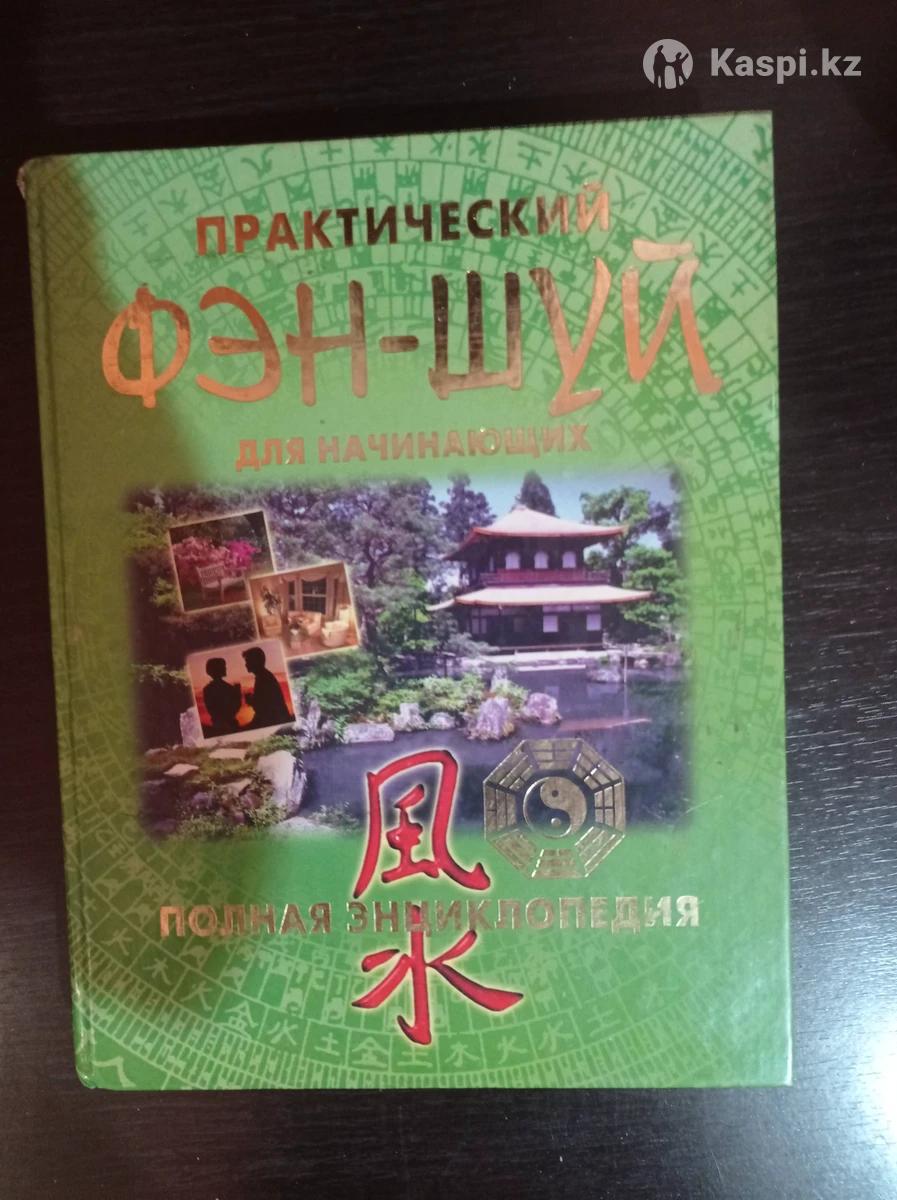 Kaspi.kz
ПРАКТИЧЕСКИЙ
ФЭН-ШУЙ
ДЛЯ НАЧИНАЮЩИХ
風
ПОЛНАЯ ЭНЦИКЛОПЕДИЯ
水